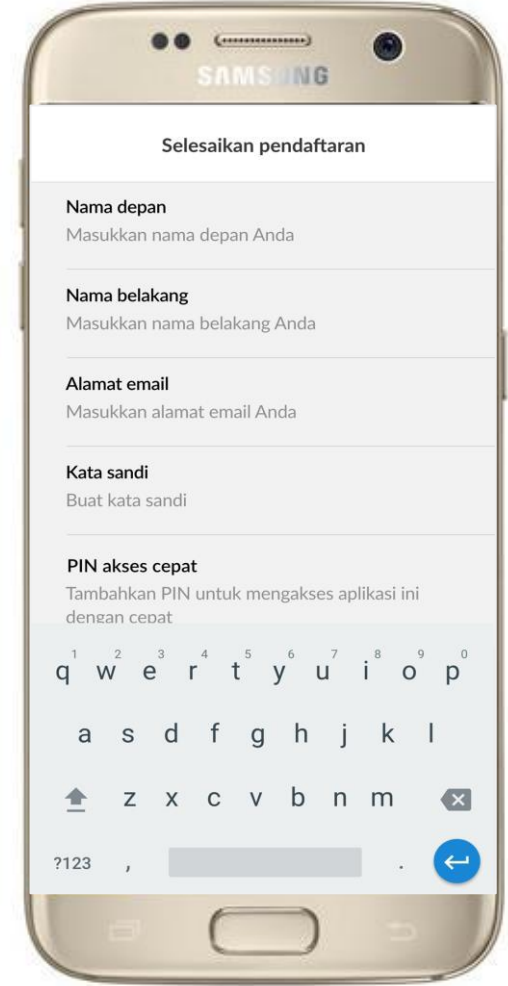 SAMSUNG
Selesaikan pendaftaran
Nama depan
Masukkan nama depan Anda
Nama belakang
Masukkan nama belakang Anda
Alamat email
Masukkan alamat email Anda
Kata sandi
Buat kata sandi
PIN akses cepat
Tambahkan PIN untuk mengakses aplikasi ini
dengan cepat
1 2 3 4 5 6 7 8 9 0
q w e r t y u i o p
a s d f g h j k l
z x c v b n m
?123 , .